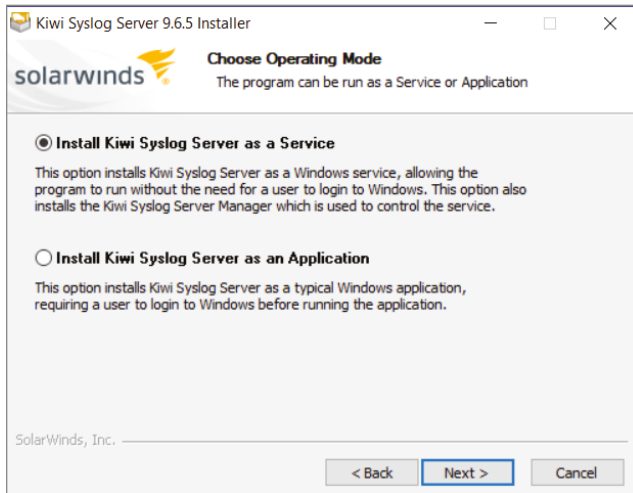 Kiwi Syslog Server 9.6.5 Installer
solarwinds
Choose Operating Mode
The program can be run as a Service or Application
Install Kiwi Syslog Server as a Service
This option installs Kiwi Syslog Server as a Windows service, allowing the
program to run without the need for a user to login to Windows. This option also
installs the Kiwi Syslog Server Manager which is used to control the service.
Install Kiwi Syslog Server as an Application
This option installs Kiwi Syslog Server as a typical Windows application,
requiring a user to login to Windows before running the application.
SolarWinds, Inc.
< Back Next > Cancel